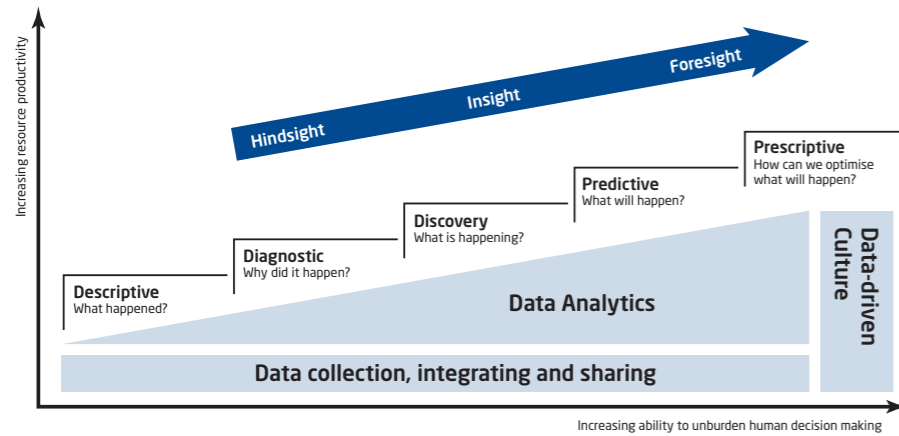 Increasing resource productivity
Hindsight
Insight
Foresight
Descriptive
What happened?
Diagnostic
Why did it happen?
Discovery
What is happening?
Predictive
What will happen?
Prescriptive
How can we optimise
what will happen?
Data Analytics
Data-driven
Culture
Data collection, integrating and sharing
Increasing ability to unburden human decision making